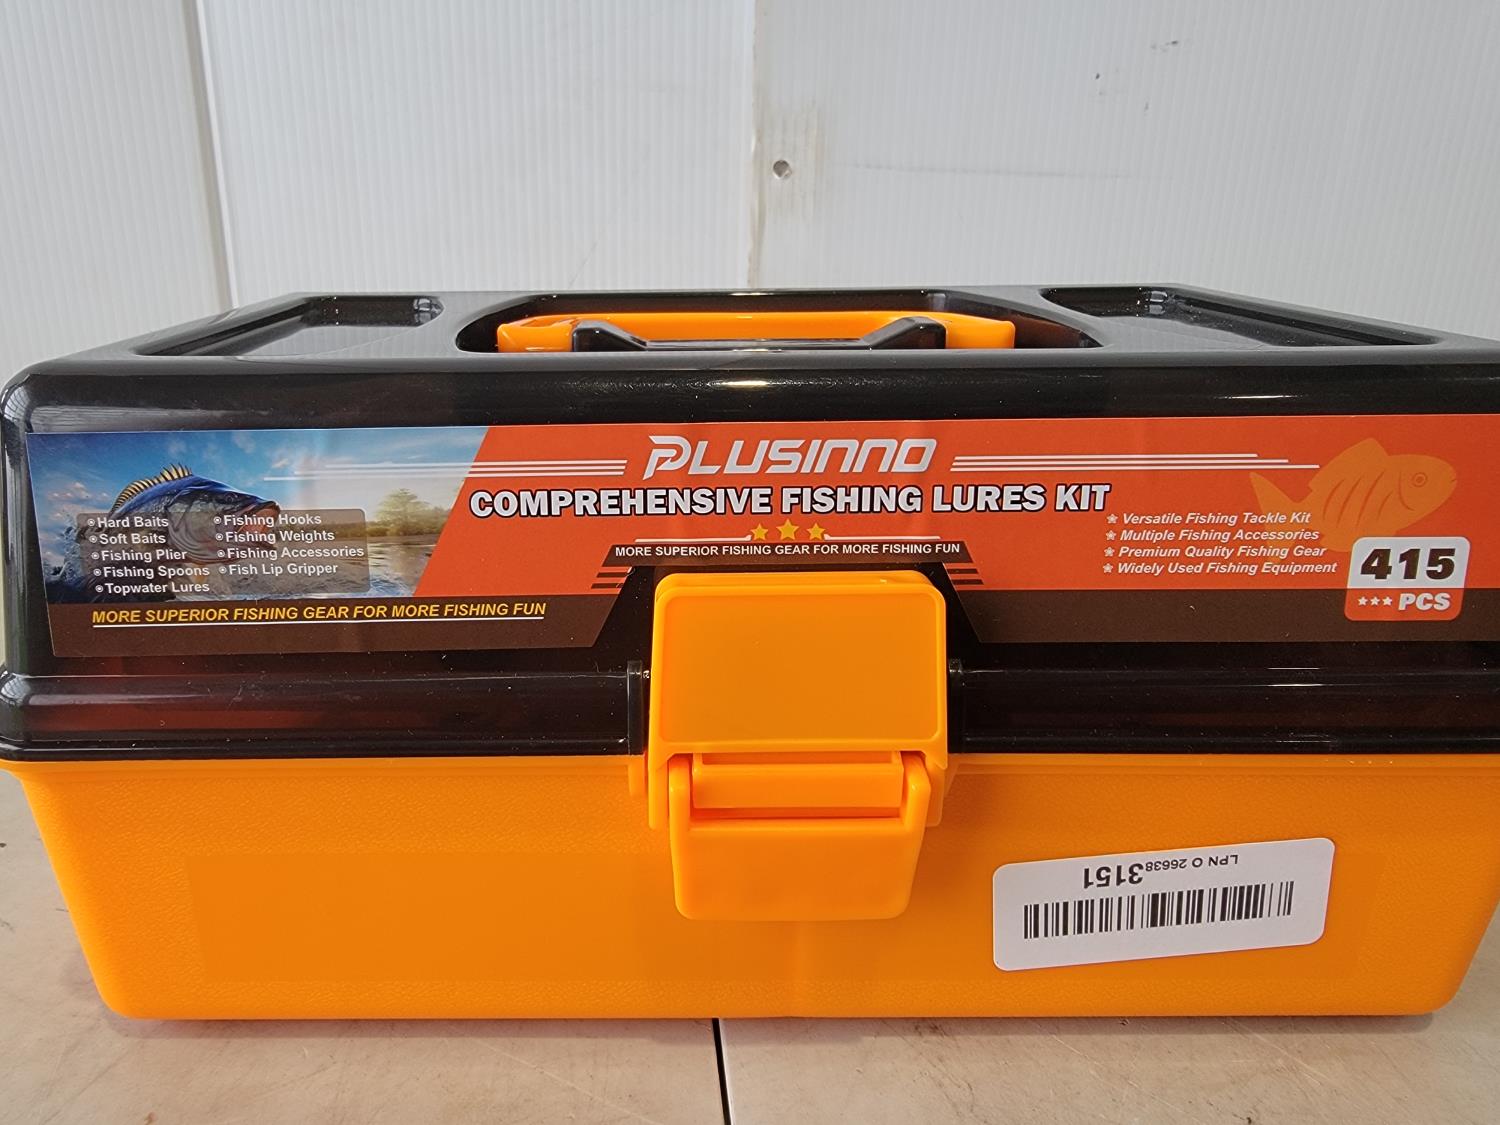 PLUSINNO
COMPREHENSIVE FISHING LURES KIT
MORE SUPERIOR FISHING GEAR FOR MORE FISHING FUN
Hard Baits
Soft Baits
Fishing Plier
Fishing Spoons
Topwater Lures
Fishing Hooks
Fishing Weights
Fishing Accessories
Fish Lip Gripper
MORE SUPERIOR FISHING GEAR FOR MORE FISHING FUN
Versatile Fishing Tackle Kit
Multiple Fishing Accessories
Premium Quality Fishing Gear
Widely Used Fishing Equipment
415
PCS
LPN O 266383151